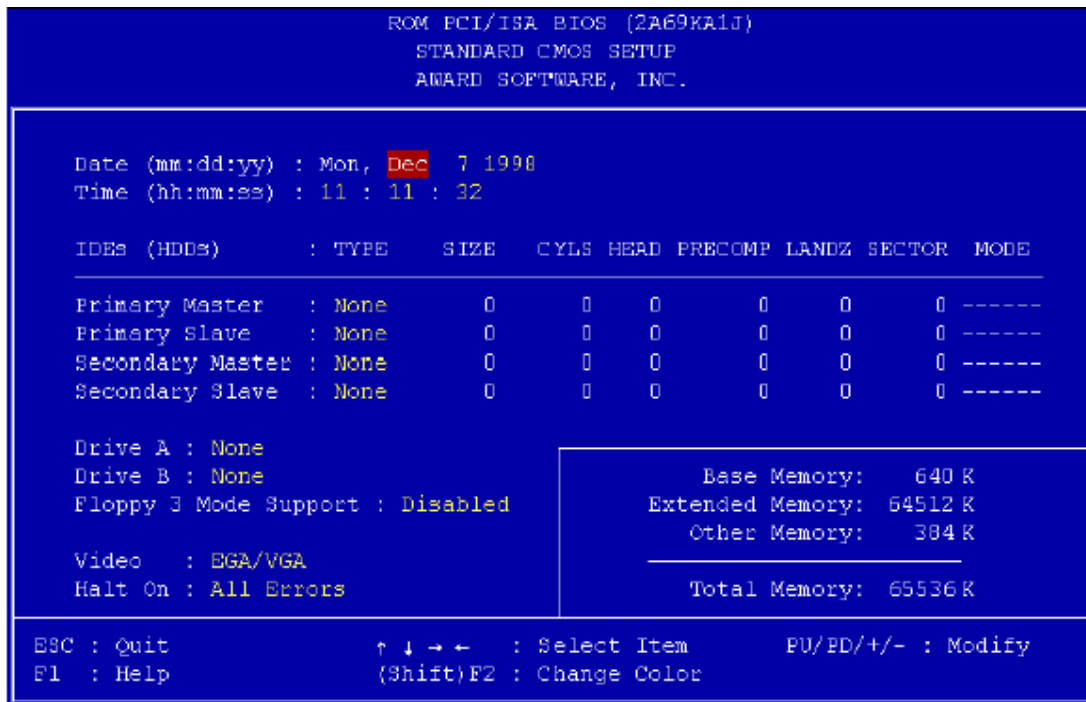 ROM PCI/ISA BIOS (2A69KA1J)
STANDARD CMOS SETUP
AWARD SOFTWARE, INC.
Date (mm:dd:yy) : Mon, Dec 7 1998
Time (hh:mm:ss) : 11 : 11 : 32
IDEs (HDDs) : TYPE SIZE CYLS HEAD PRECOMP LANDZ SECTOR MODE
Primary Master : None 0 0 0 0 0 0 ------
Primary Slave : None 0 0 0 0 0 0 ------
Secondary Master : None 0 0 0 0 0 0 ------
Secondary Slave : None 0 0 0 0 0 0 ------
Drive A : None
Drive B : None
Floppy 3 Mode Support : Disabled
Video : EGA/VGA
Halt On : All Errors
Base Memory: 640 K
Extended Memory: 64512 K
Other Memory: 384 K
Total Memory: 65536 K
ESC : Quit ↑ ↓ → ← : Select Item PU/PD/+/- : Modify
F1 : Help (Shift)F2 : Change Color